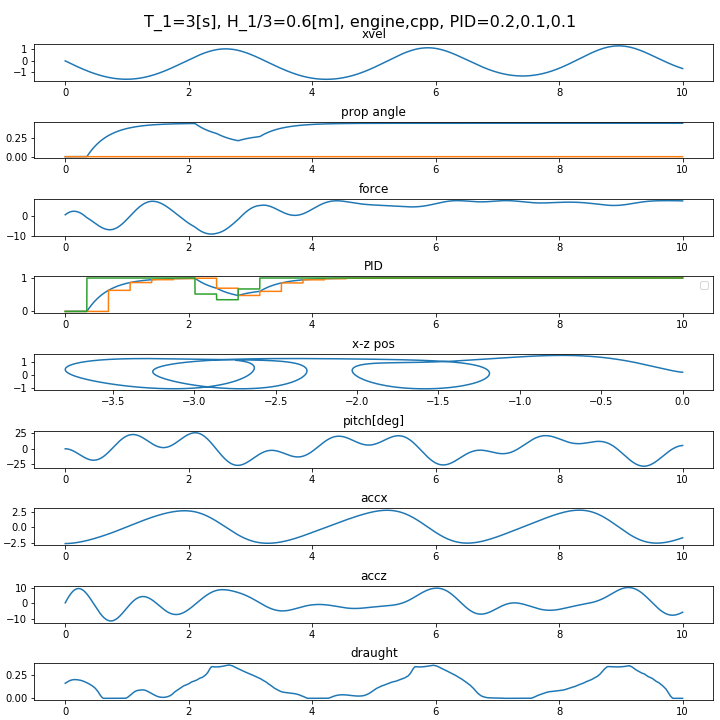 T_1=3[s], H_1/3=0.6[m], engine,cpp, PID=0.2,0.1,0.1
xvel
1
0
−1
0 2 4 6 8 10
prop angle
0.25
0.00
0 2 4 6 8 10
force
0
−10
0 2 4 6 8 10
PID
1
0
0 2 4 6 8 10
x-z pos
1
0
−1
−3.5 −3.0 −2.5 −2.0 −1.5 −1.0 −0.5 0.0
pitch[deg]
25
0
−25
0 2 4 6 8 10
accx
2.5
0.0
−2.5
0 2 4 6 8 10
accz
10
0
−10
0 2 4 6 8 10
draught
0.25
0.00
0 2 4 6 8 10